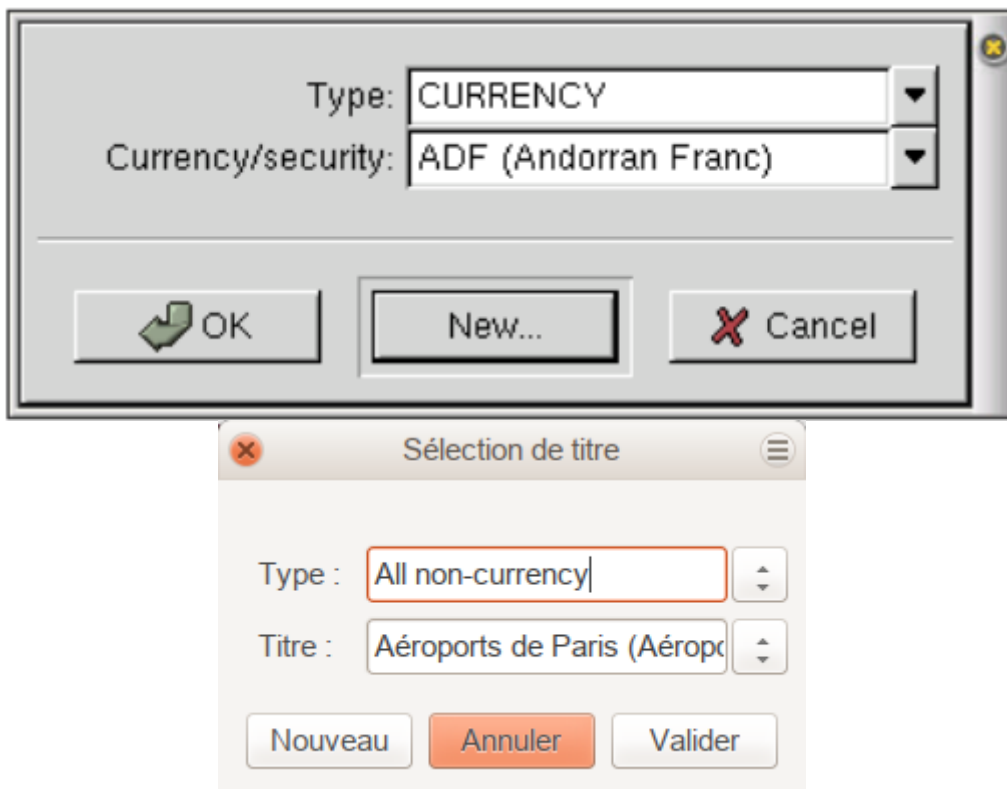 Type: CURRENCY
Currency/security: ADF (Andorran Franc)
OK New... Cancel
Sélection de titre
Type : All non-currency
Titre : Aéroports de Paris (Aéropo
Nouveau Annuler Valider